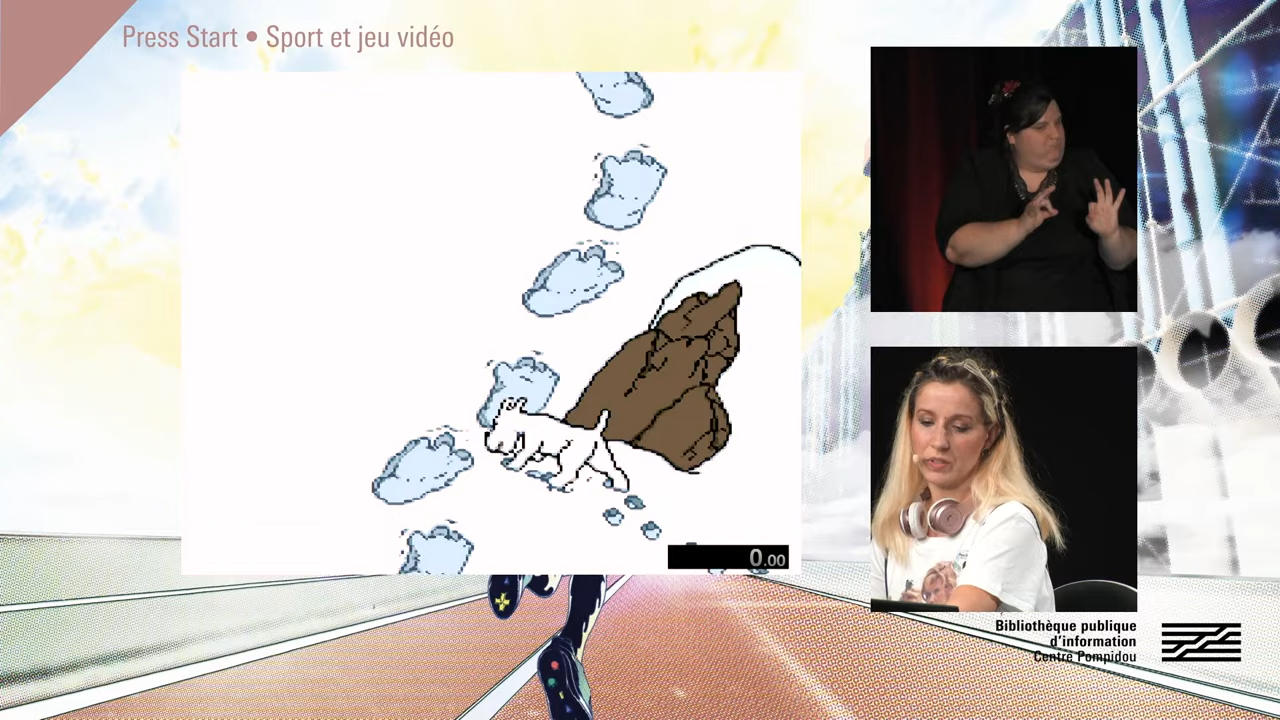 Press Start • Sport et jeu vidéo
0.00
Bibliothèque publique
d'information
Centre Pompidou